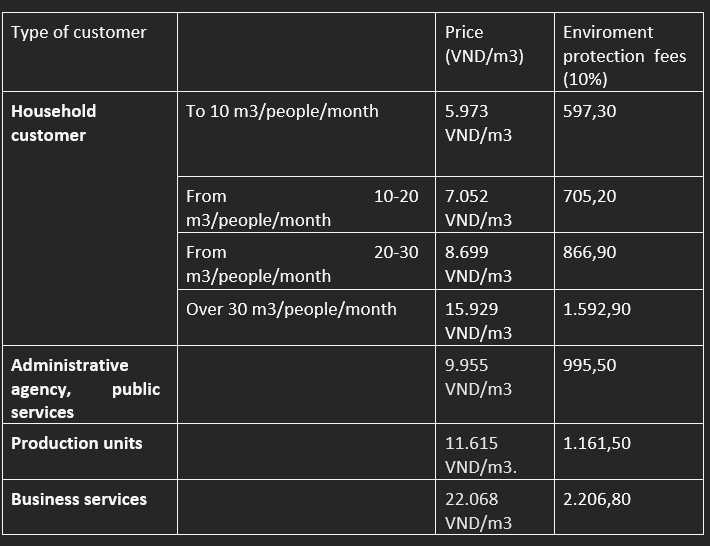 Type of customer
Price
(VND/m3)
Enviroment
protection fees
(10%)
Household
customer
To 10 m3/people/month
5.973
VND/m3
597,30
From 10-20
m3/people/month
7.052
VND/m3
705,20
From 20-30
m3/people/month
8.699
VND/m3
866,90
Over 30 m3/people/month
15.929
VND/m3
1.592,90
Administrative
agency, public
services
9.955
VND/m3
995,50
Production units
11.615
VND/m3.
1.161,50
Business services
22.068
VND/m3
2.206,80